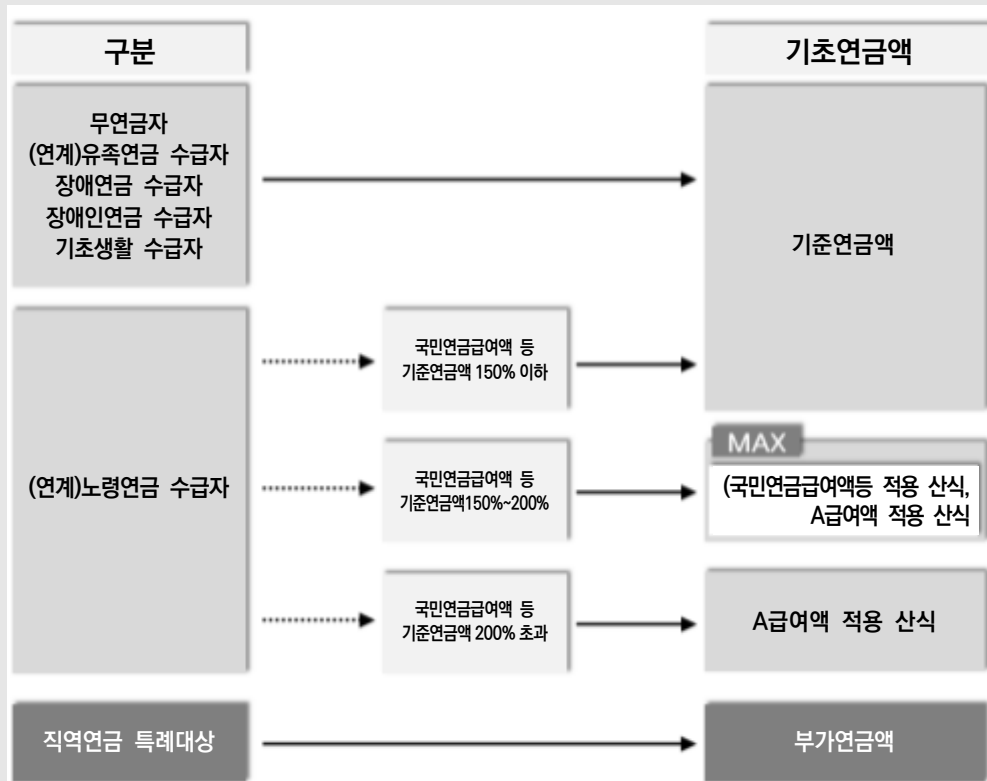 구분
기초연금액
무연금자
(연계)유족연금 수급자
장애연금 수급자
장애인연금 수급자
기초생활 수급자
기준연금액
국민연금급여액 등
기준연금액 150% 이하
(연계)노령연금 수급자
국민연금급여액 등
기준연금액150%~200%
MAX
(국민연금급여액등 적용 산식,
A급여액 적용 산식
국민연금급여액 등
기준연금액 200% 초과
A급여액 적용 산식
직역연금 특례대상
부가연금액